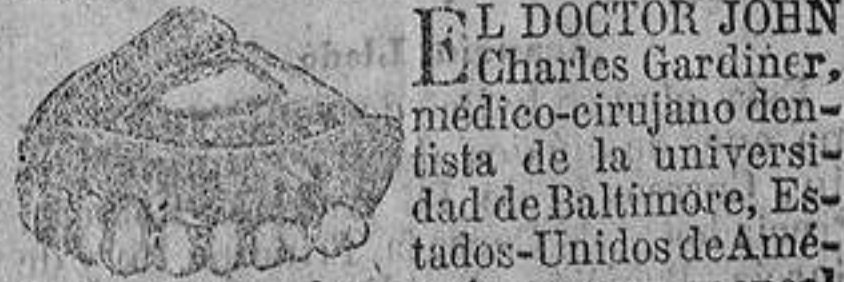 EL DOCTOR JOHN
Charles Gardiner,
médico-cirujano den-
tista de la universi-
dad de Baltimore, Es-
tados-Unidos de Amé-